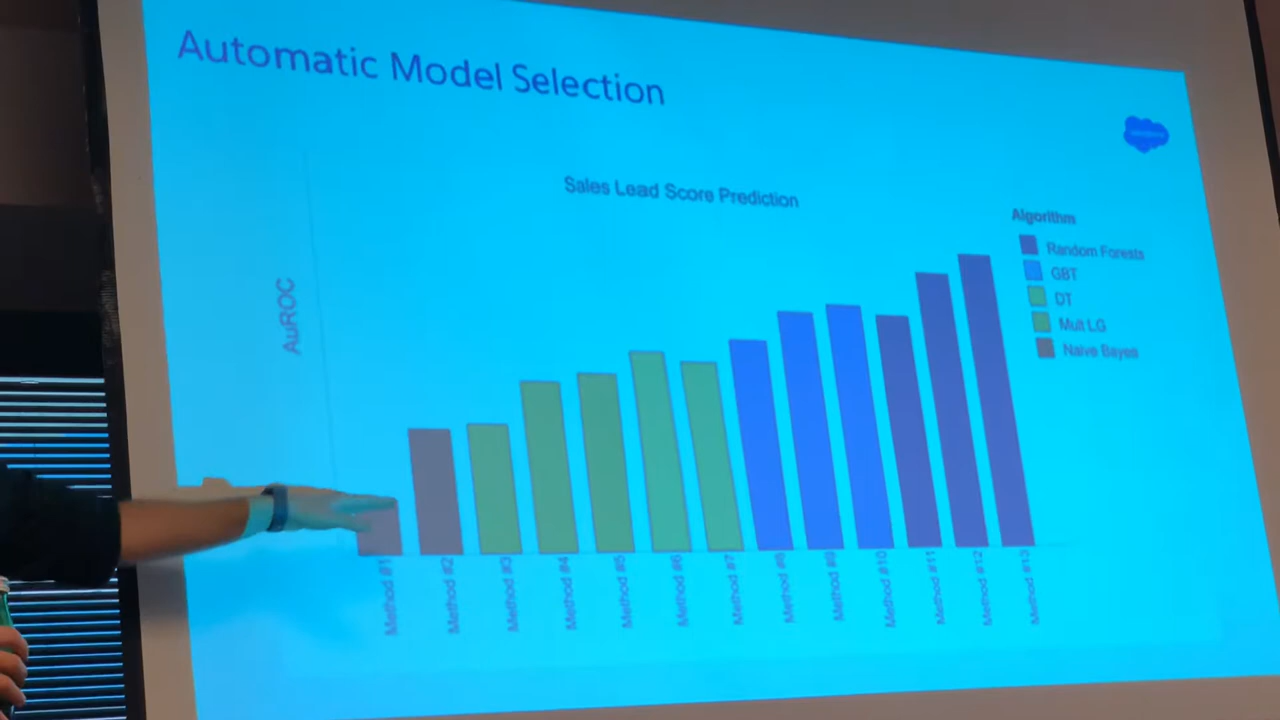 Automatic Model Selection
Sales Lead Score Prediction
AuROC
Algorithm
Random Forests
GBT
DT
Mult LG
Naive Bayes
Method #1
Method #2
Method #3
Method #4
Method #5
Method #6
Method #7
Method #8
Method #9
Method #10
Method #11
Method #12
Method #13